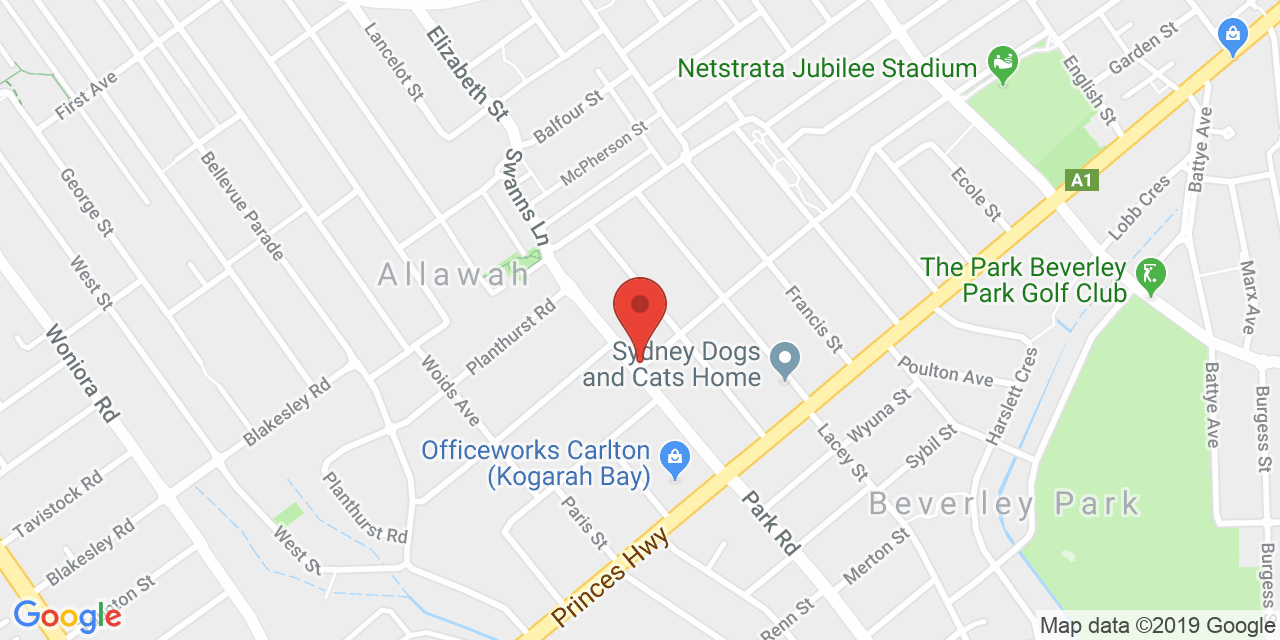 Lancelot St
Elizabeth St
Garden St
Netstrata Jubilee Stadium
English St
First Ave
Balfour St
McPherson St
Battye Ave
A1
Bellevue Parade
George St
Swanns Ln
Ecole St
Lobb Cres
Allawah
The Park Beverley
Park Golf Club
West St
Marx Ave
Planthurst Rd
Francis St
Sydney Dogs
and Cats Home
Woniora Rd
Woids Ave
Poulton Ave
Harslett Cres
Blakesley Rd
Battye Ave
Burgess St
Wyuna St
Lacey St
Sybil St
Officeworks Carlton
(Kogarah Bay)
Tavistock Rd
Planthurst Rd
Beverley Park
Park Rd
Paris St
Blakesley Rd
West St
Princes Hwy
Merton St
Burgess S
ston St
Renn St
Google
Map data ©2019 Google